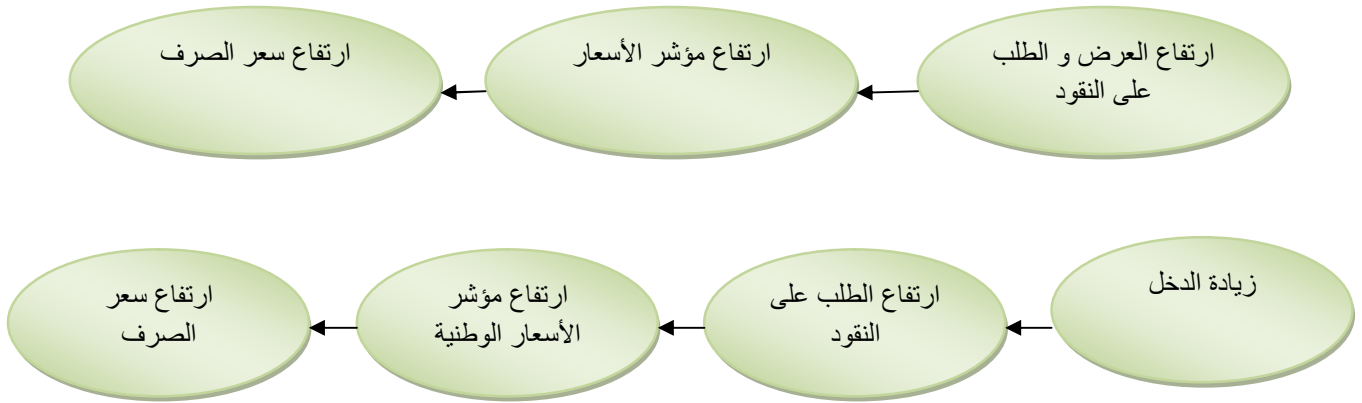 ارتفاع العرض و الطلب
على النقود
ارتفاع مؤشر الأسعار
ارتفاع سعر الصرف
زيادة الدخل
ارتفاع الطلب على
النقود
ارتفاع مؤشر
الأسعار الوطنية
ارتفاع سعر
الصرف